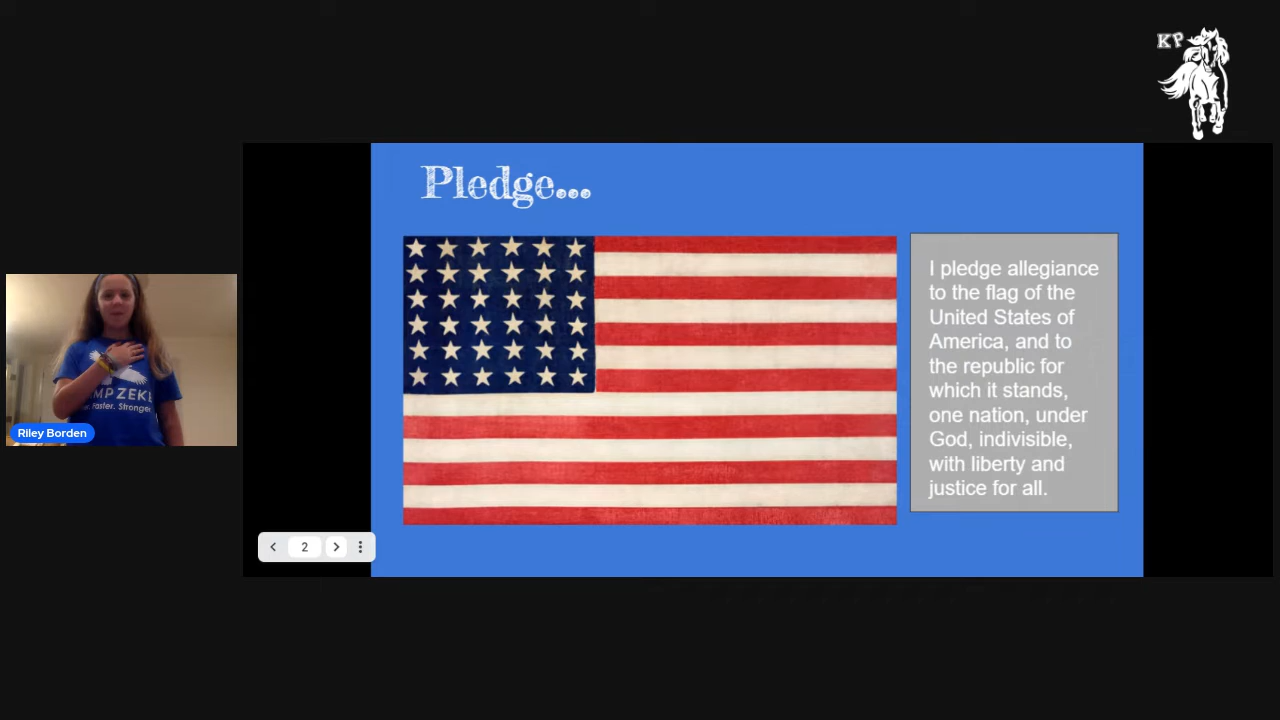 KP
Pledge...
I pledge allegiance
to the flag of the
United States of
America, and to
the republic for
which it stands,
one nation, under
God, indivisible,
with liberty and
justice for all.
MPZEKE
Faster. Stronger
Riley Borden
2